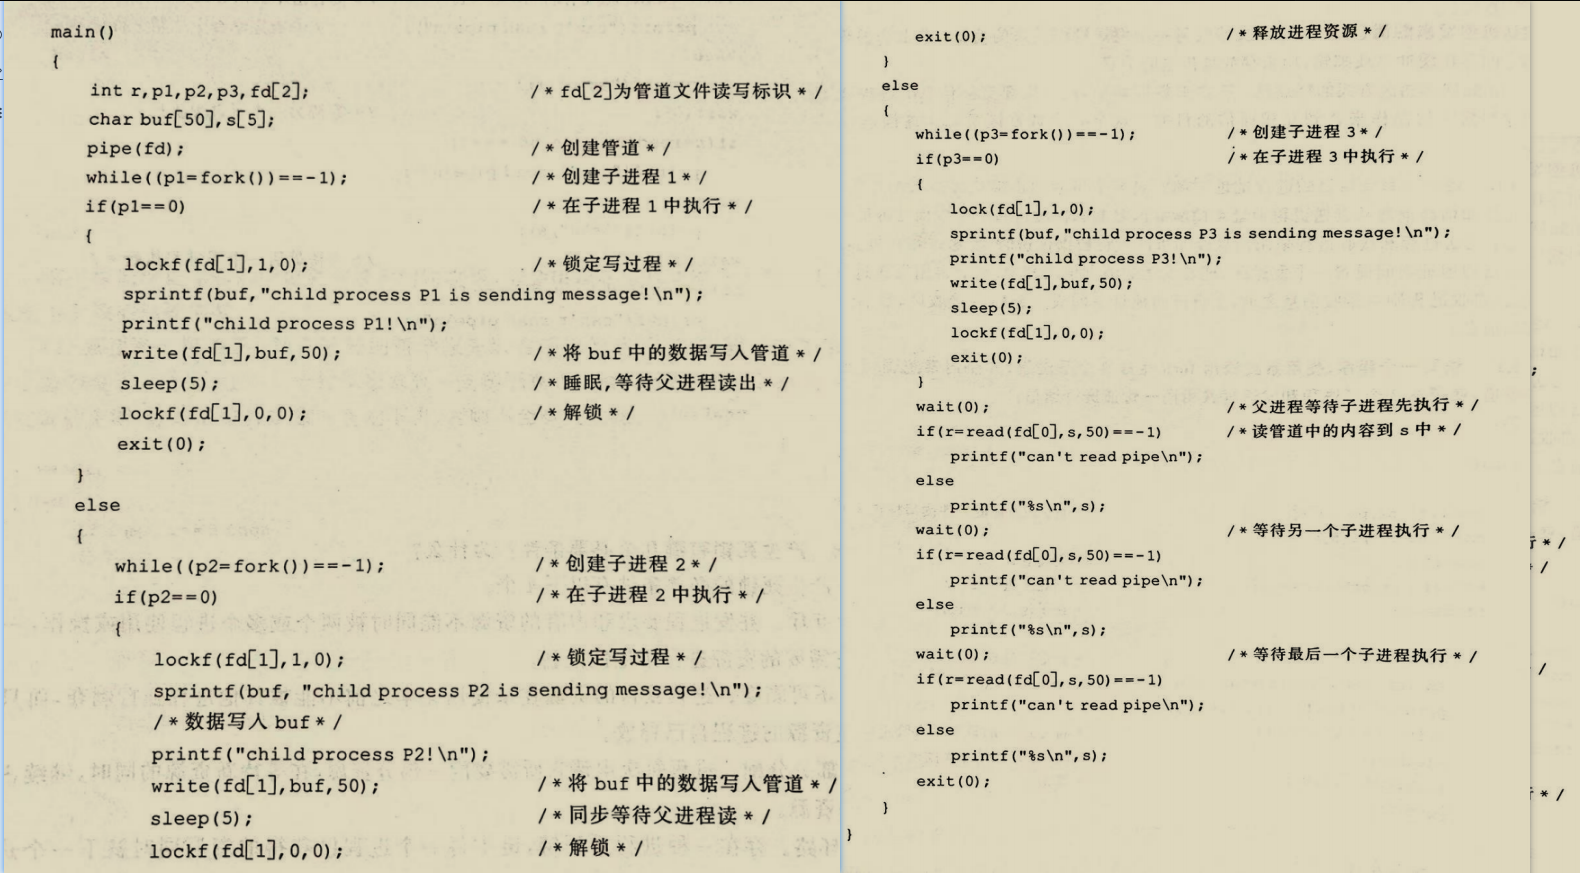 main()
{
int r,p1,p2,p3,fd[2]; /*fd[2]为管道文件读写标识*/
char buf[50],s[5];
pipe(fd); /*创建管道*/
while((p1=fork())==-1); /*创建子进程 1*/
if(p1==0) /*在子进程 1 中执行*/
{
lockf(fd[1],1,0); /*锁定写过程*/
sprintf(buf,"child process P1 is sending message!\n");
printf("child process P1!\n");
write(fd[1],buf,50); /*将 buf 中的数据写入管道*/
sleep(5); /*睡眠,等待父进程读出*/
lockf(fd[1],0,0); /*解锁*/
exit(0);
}
else
{
while((p2=fork())==-1); /*创建子进程 2*/
if(p2==0) /*在子进程 2 中执行*/
{
lockf(fd[1],1,0); /*锁定写过程*/
sprintf(buf, "child process P2 is sending message!\n");
/*数据写入 buf*/
printf("child process P2!\n");
write(fd[1],buf,50); /*将 buf 中的数据写入管道*/
sleep(5); /*同步等待父进程读*/
lockf(fd[1],0,0); /*解锁*/
exit(0); /*释放进程资源*/
}
else
{
while((p3=fork())==-1); /*创建子进程 3*/
if(p3==0) /*在子进程 3 中执行*/
{
lock(fd[1],1,0);
sprintf(buf,"child process P3 is sending message!\n");
printf("child process P3!\n");
write(fd[1],buf,50);
sleep(5);
lockf(fd[1],0,0);
exit(0);
}
wait(0); /*父进程等待子进程先执行*/
if(r=read(fd[0],s,50)==-1) /*读管道中的内容到 s 中*/
printf("can't read pipe\n");
else
printf("%s\n",s);
wait(0); /*等待另一个子进程执行*/
if(r=read(fd[0],s,50)==-1)
printf("can't read pipe\n");
else
printf("%s\n",s);
wait(0); /*等待最后一个子进程执行*/
if(r=read(fd[0],s,50)==-1)
printf("can't read pipe\n");
else
printf("%s\n",s);
exit(0);
}
}